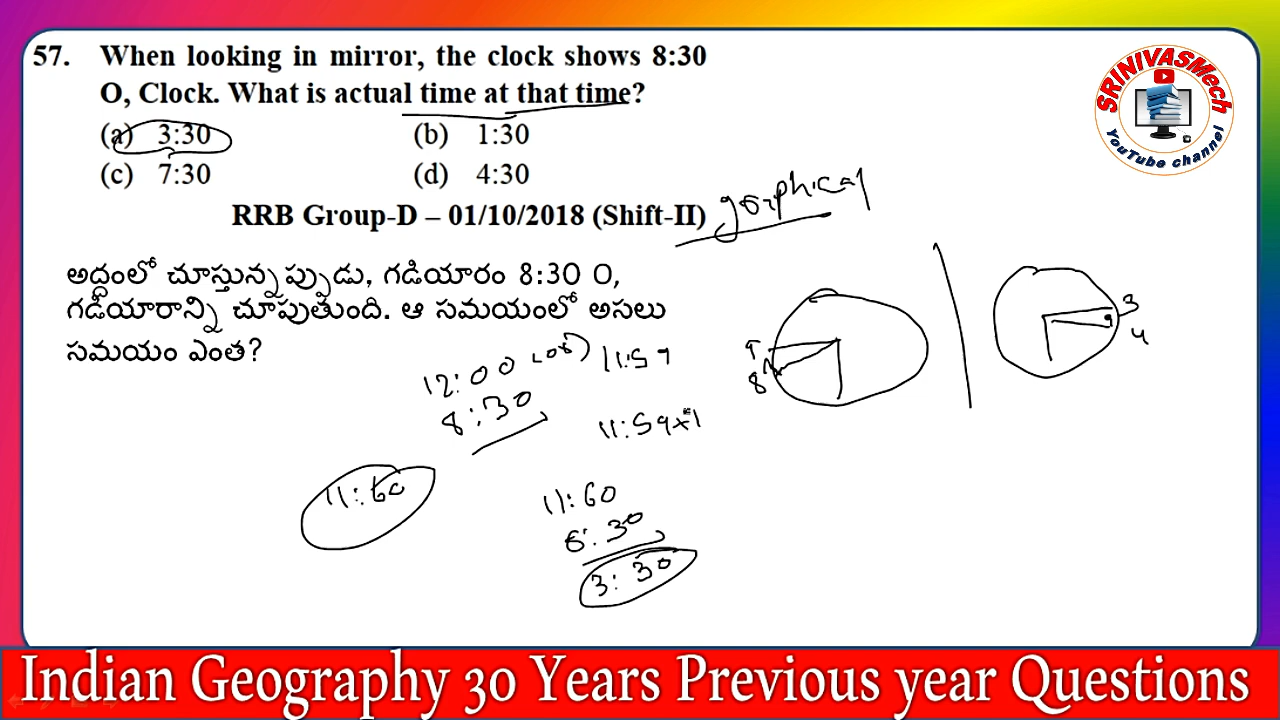 57. When looking in mirror, the clock shows 8:30
O, Clock. What is actual time at that time?
(a) 3:30 (b) 1:30
(c) 7:30 (d) 4:30
RRB Group-D – 01/10/2018 (Shift-II)
gorphical
SRINIVASMech
YouTube channel
అద్దంలో చూస్తున్నప్పుడు, గడియారం 8:30 O,
గడియారాన్ని చూపుతుంది. ఆ సమయంలో అసలు
సమయం ఎంత?
12:00 (or) 11:59
8:30
11:59+1
11:60
11:60
8:30
3:30
9
8
3
4
Indian Geography 30 Years Previous year Questions